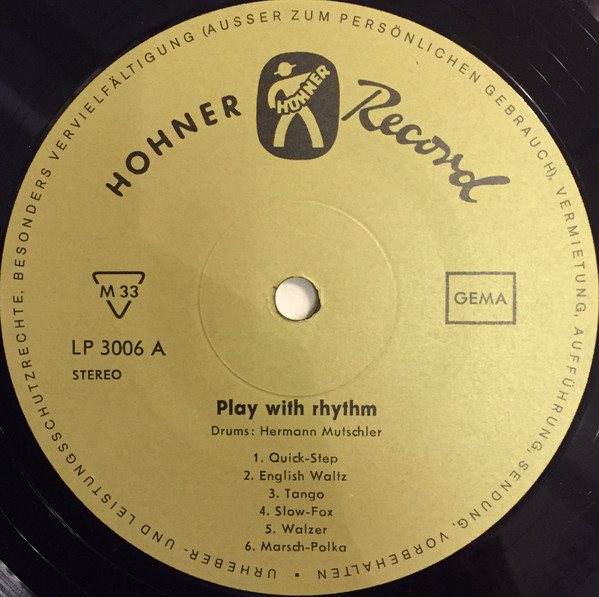 URHEBER- UND LEISTUNGSSCHUTZRECHTE, BESONDERS VERVIELFÄLTIGUNG (AUSSER ZUM PERSÖNLICHEN GEBRAUCH), VERMIETUNG, AUFFÜHRUNG, SENDUNG, VORBEHALTEN •
HOHNER HOHNER Record
M 33
GEMA
LP 3006 A
STEREO
Play with rhythm
Drums: Hermann Mutschler
1. Quick-Step
2. English Waltz
3. Tango
4. Slow-Fox
5. Walzer
6. Marsch-Polka